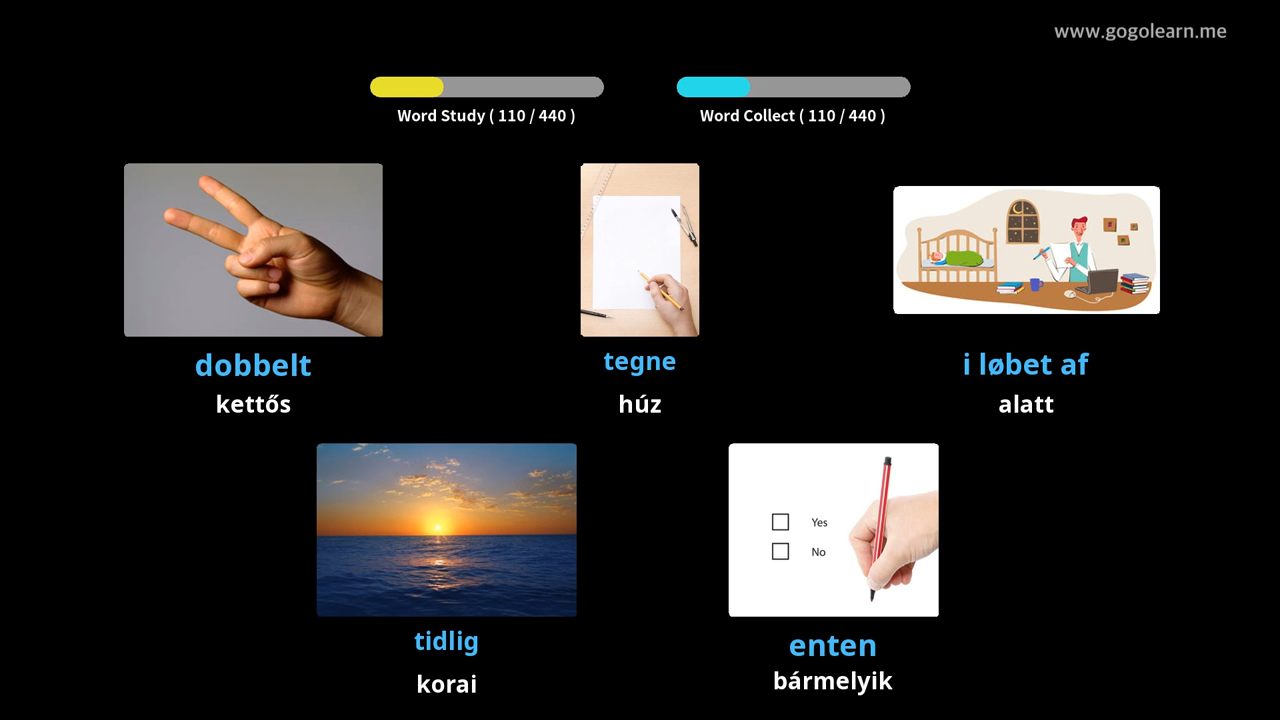 www.gogolearn.me
Word Study ( 110 / 440 )
Word Collect ( 110 / 440 )
dobbelt
kettős
tegne
húz
i løbet af
alatt
tidlig
korai
Yes
No
enten
bármelyik